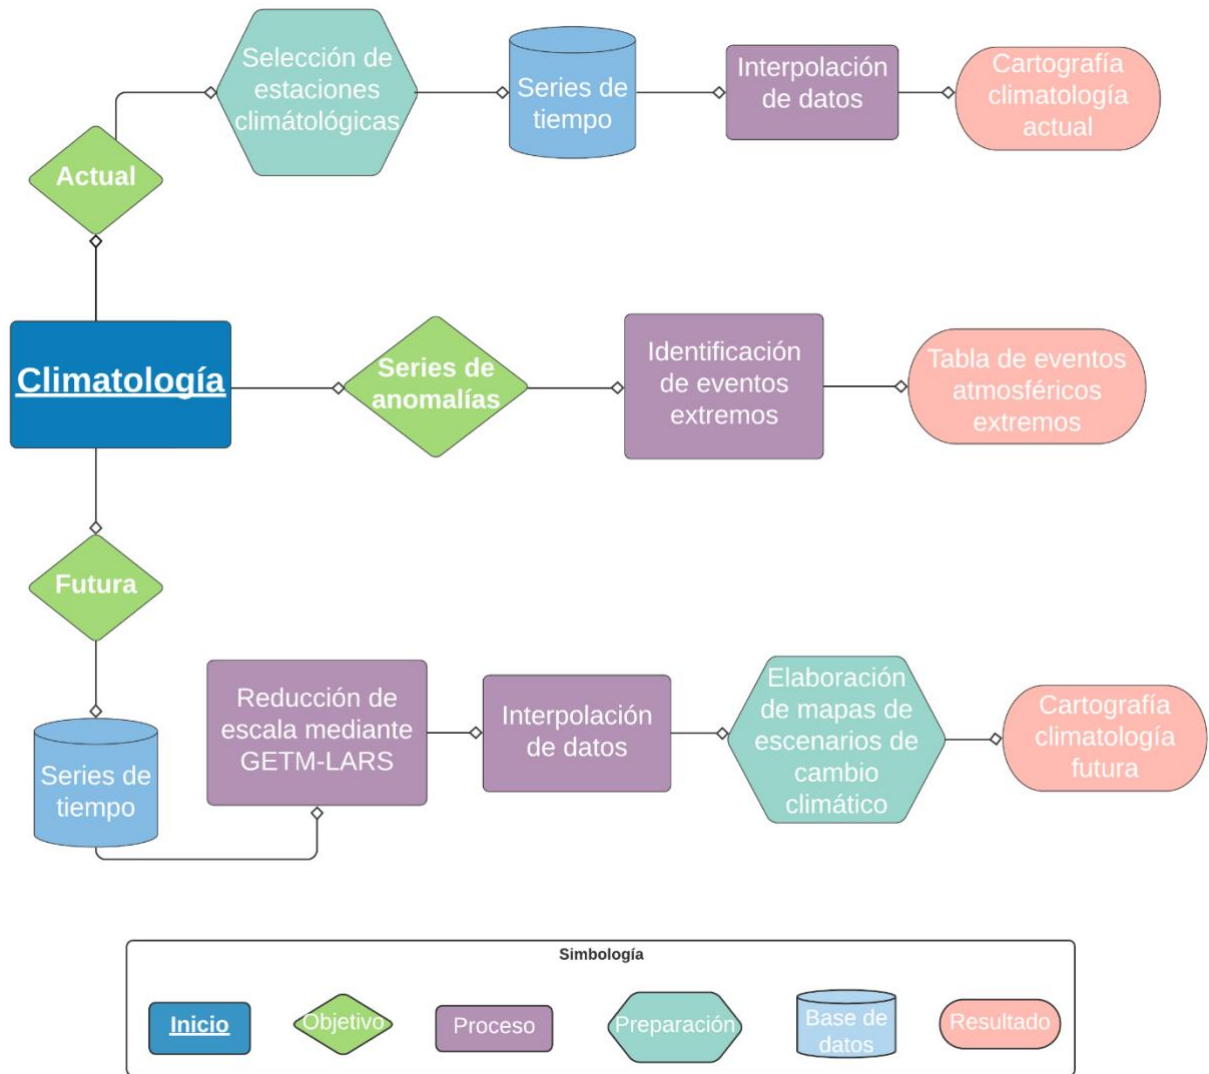 Selección de
estaciones
climátológicas
Series de
tiempo
Interpolación
de datos
Cartografía
climatología
actual
Actual
Climatología
Series de
anomalías
Identificación
de eventos
extremos
Tabla de eventos
atmosféricos
extremos
Futura
Series de
tiempo
Reducción de
escala mediante
GETM-LARS
Interpolación
de datos
Elaboración
de mapas de
escenarios de
cambio
climático
Cartografía
climatología
futura
Simbología
Inicio
Objetivo
Proceso
Preparación
Base de
datos
Resultado